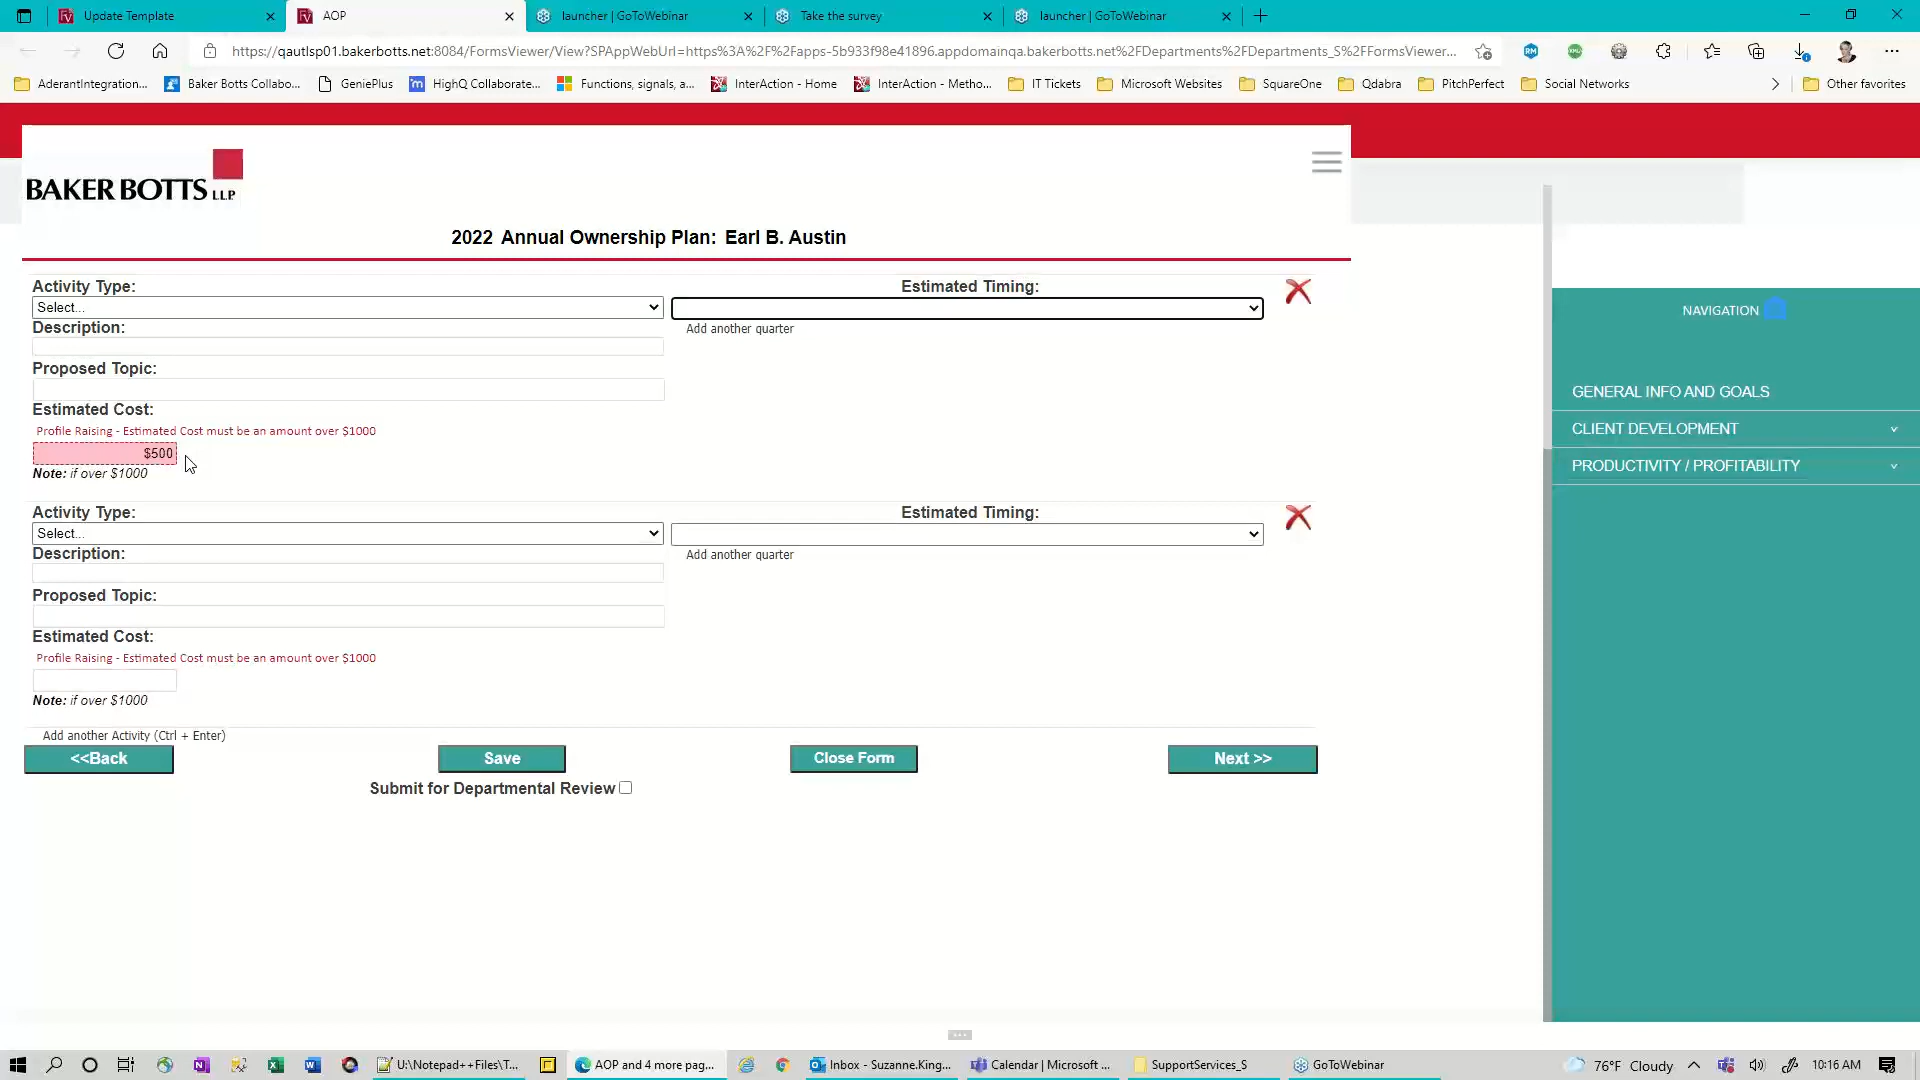 Update Template
AOP
launcher | GoToWebinar
Take the survey
launcher | GoToWebinar
https://qautlsp01.bakerbotts.net:8084/FormsViewer/View?SPAppWebUrl=https%3A%2F%2Fapps-5b933f98e41896.appdomainqa.bakerbotts.net%2FDepartments%2FDepartments_S%2FFormsViewer...
AderantIntegration...
Baker Botts Collabo...
GeniePlus
HighQ Collaborate...
Functions, signals, a...
InterAction - Home
InterAction - Metho...
IT Tickets
Microsoft Websites
SquareOne
Qdabra
PitchPerfect
Social Networks
Other favorites
BAKER BOTTS LLP
2022 Annual Ownership Plan: Earl B. Austin
Activity Type:
Estimated Timing:
Select...
Description:
Add another quarter
Proposed Topic:
Estimated Cost:
Profile Raising - Estimated Cost must be an amount over $1000
$500
Note: if over $1000
Activity Type:
Estimated Timing:
Select...
Description:
Add another quarter
Proposed Topic:
Estimated Cost:
Profile Raising - Estimated Cost must be an amount over $1000
Note: if over $1000
Add another Activity (Ctrl + Enter)
<<Back
Save
Close Form
Next >>
Submit for Departmental Review
NAVIGATION
GENERAL INFO AND GOALS
CLIENT DEVELOPMENT
PRODUCTIVITY / PROFITABILITY
U:\Notepad++Files\T...
AOP and 4 more pag...
Inbox - Suzanne.King...
Calendar | Microsoft ...
SupportServices_S
GoToWebinar
76°F Cloudy
10:16 AM